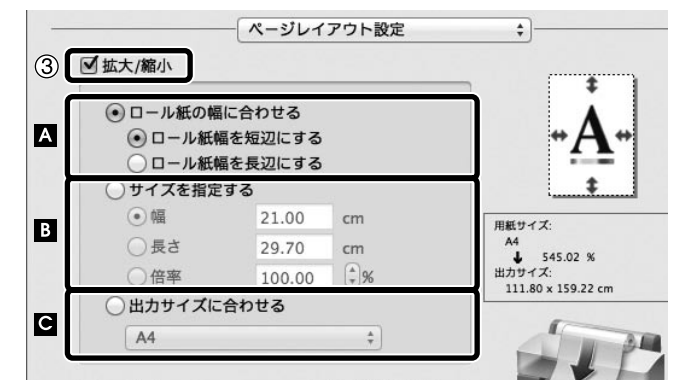 ページレイアウト設定
③ 拡大/縮小
A
ロール紙の幅に合わせる
ロール紙幅を短辺にする
ロール紙幅を長辺にする
B
サイズを指定する
幅 21.00 cm
長さ 29.70 cm
倍率 100.00 %
C
出力サイズに合わせる
A4
A
用紙サイズ:
A4
545.02 %
出力サイズ:
111.80 x 159.22 cm